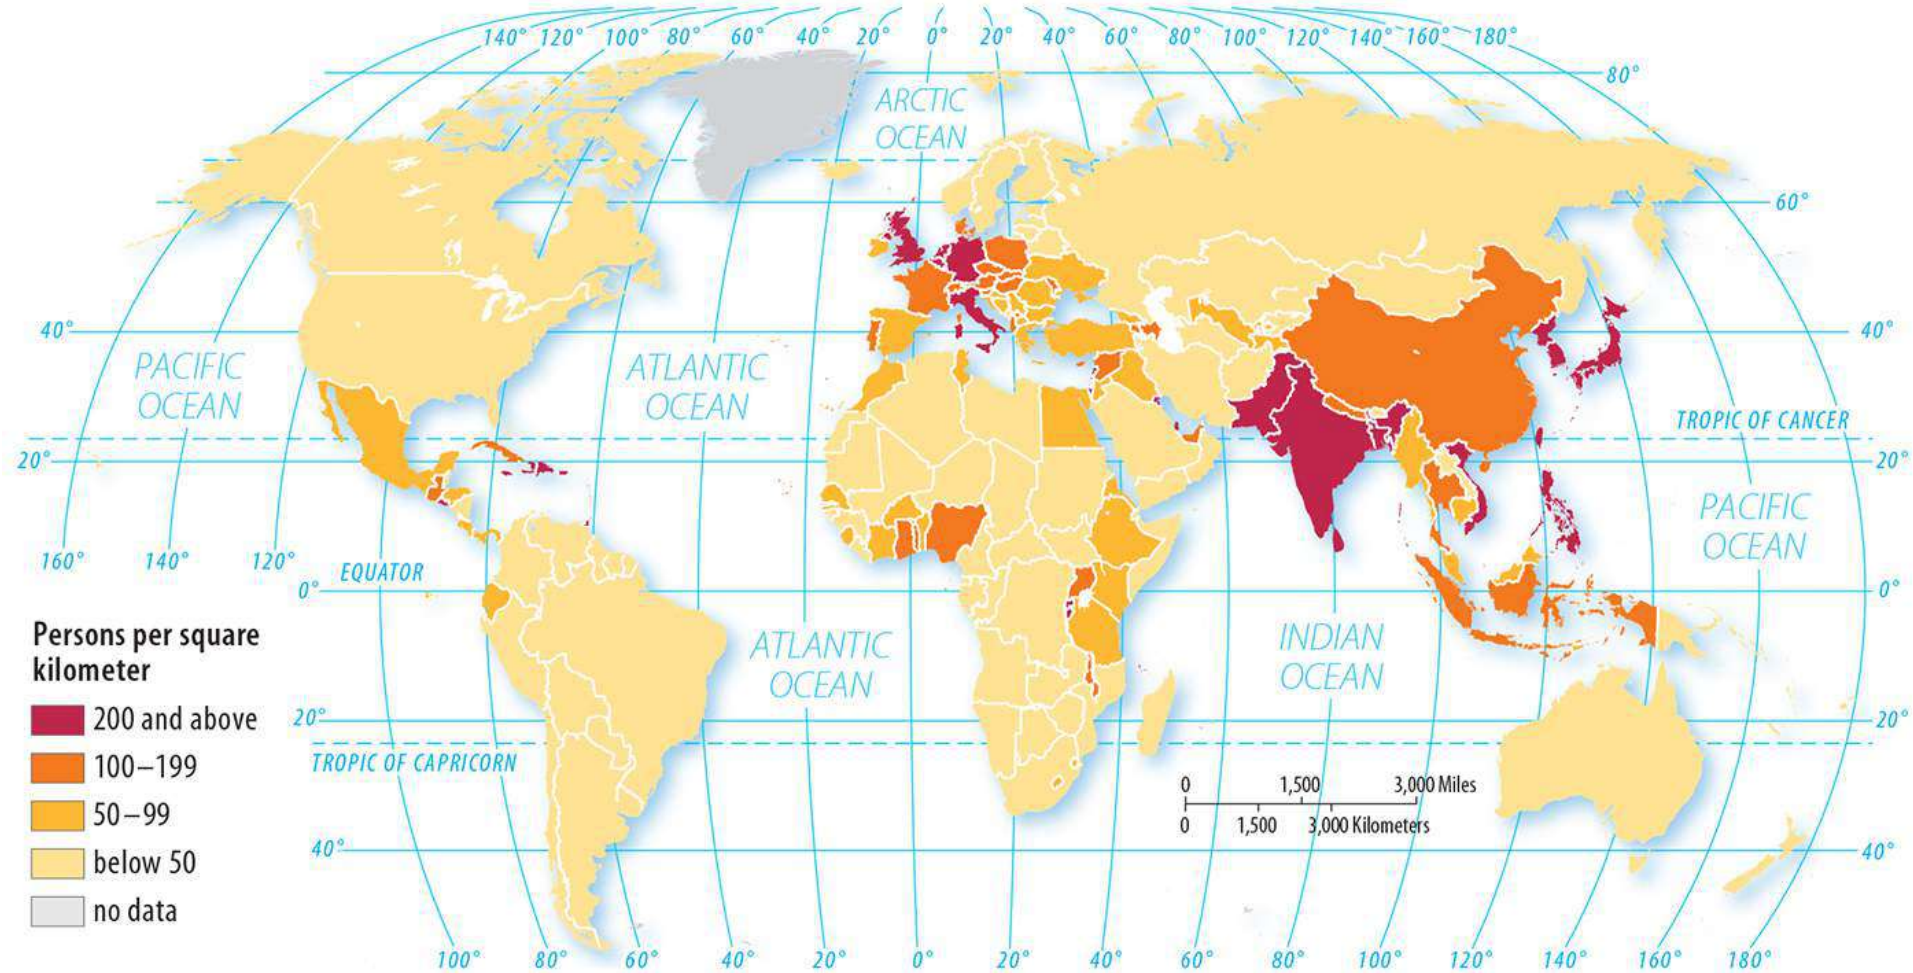 140° 120° 100° 80° 60° 40° 20° 0° 20° 40° 60° 80° 100° 120° 140° 160° 180°
80°
ARCTIC
OCEAN
60°
40°
40°
PACIFIC
OCEAN
ATLANTIC
OCEAN
TROPIC OF CANCER
20°
20°
PACIFIC
OCEAN
160° 140° 120°
EQUATOR
0°
0°
Persons per square
kilometer
200 and above
100–199
50–99
below 50
no data
ATLANTIC
OCEAN
INDIAN
OCEAN
20°
20°
TROPIC OF CAPRICORN
0 1,500 3,000 Miles
0 1,500 3,000 Kilometers
40°
40°
100° 80° 60° 40° 20° 0° 20° 40° 60° 80° 100° 120° 140° 160° 180°